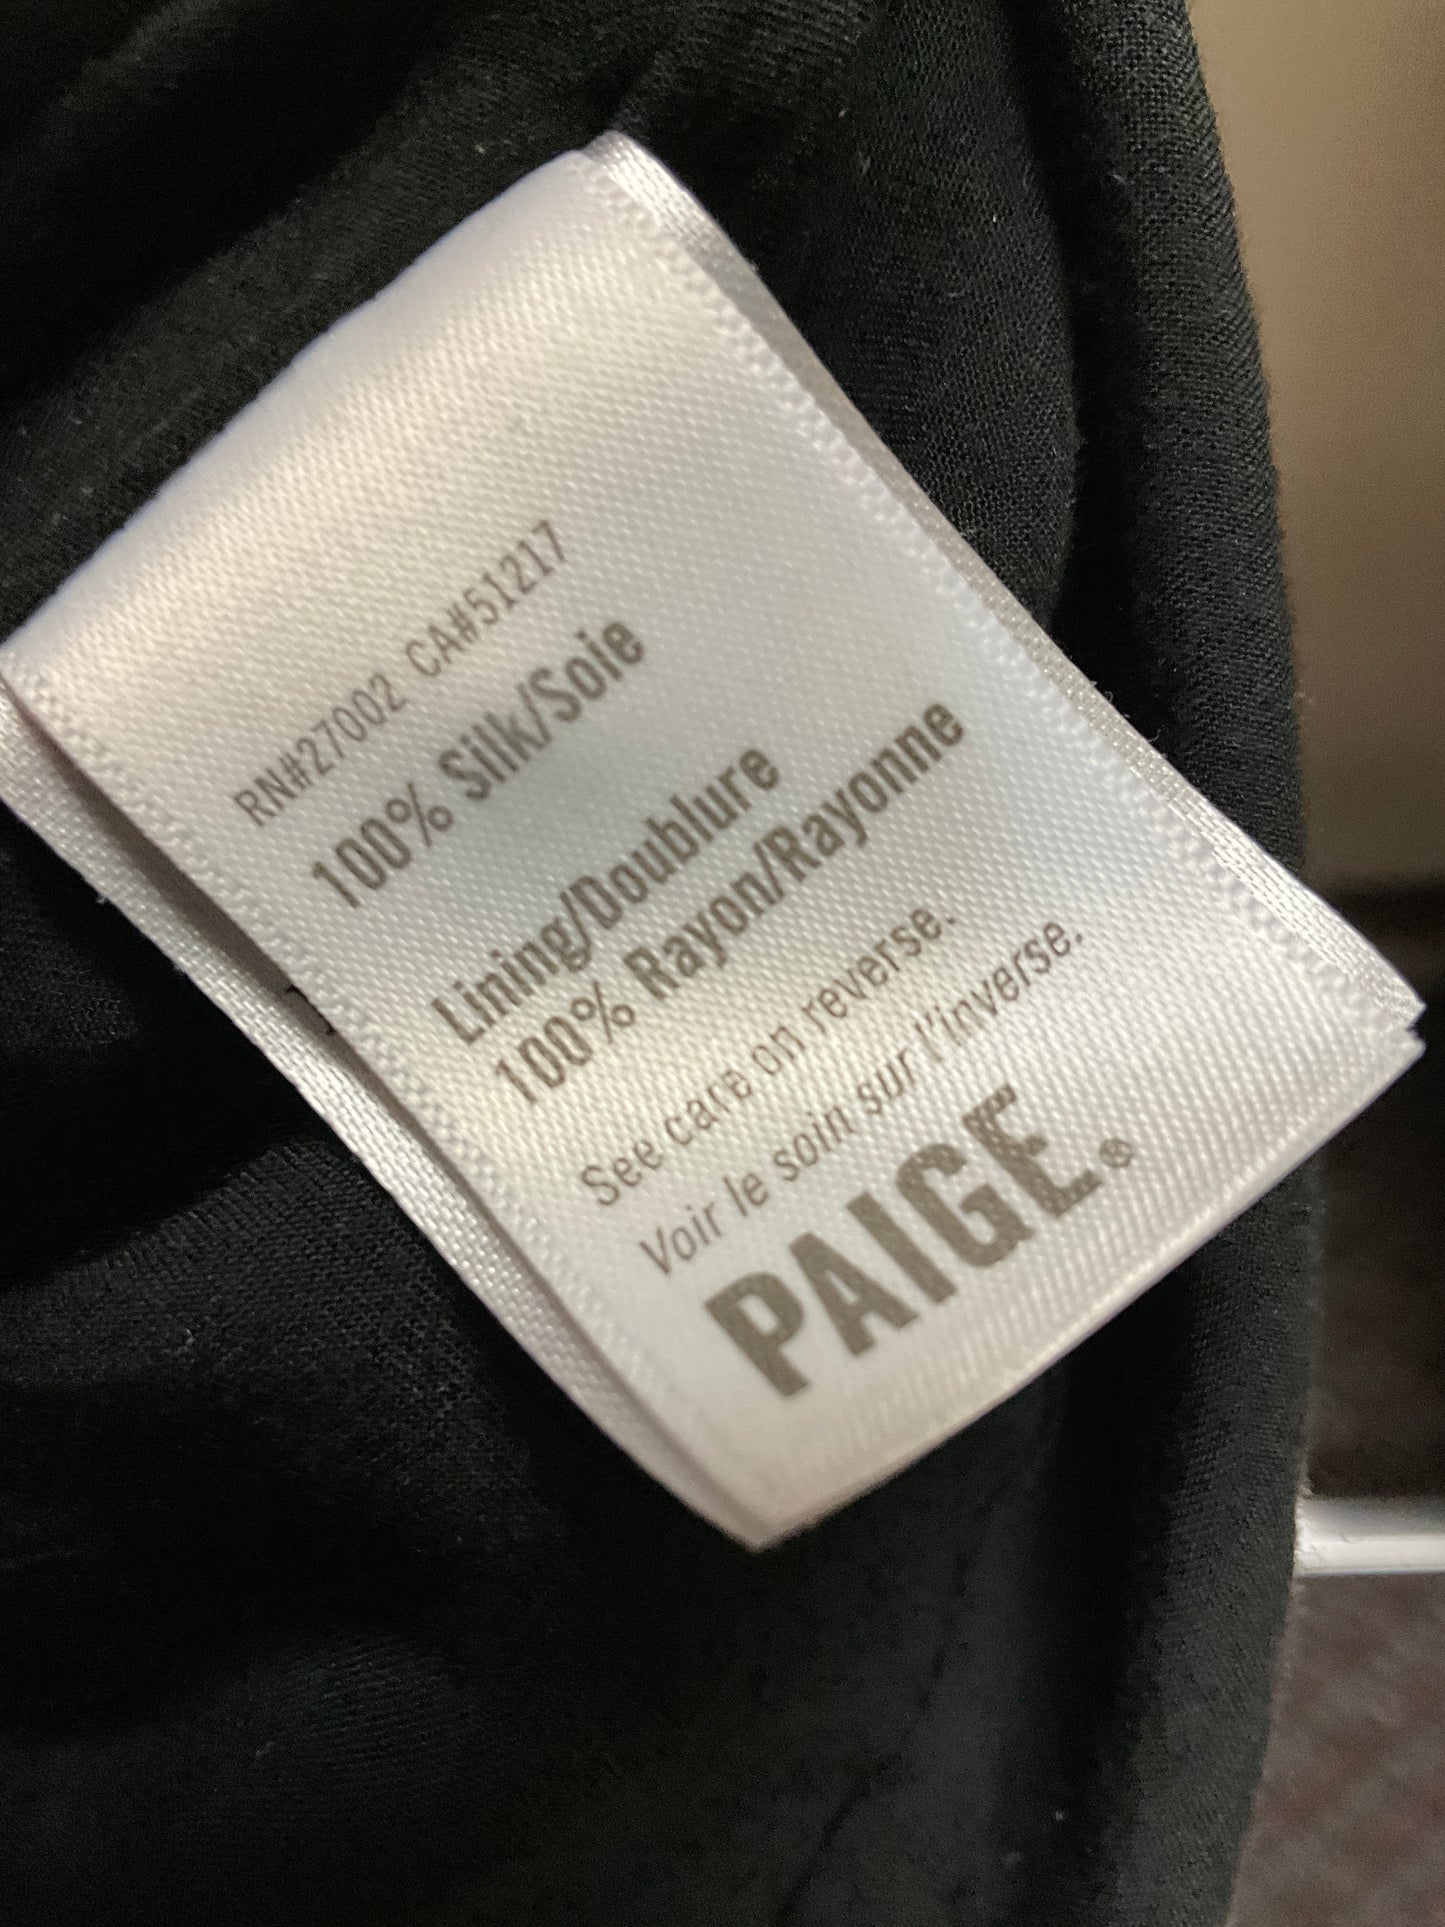 RN#27002 CA#51217
100% Silk/Soie
Lining/Doublure
100% Rayon/Rayonne
See care on reverse.
Voir le soin sur l'inverse.
PAIGE.®